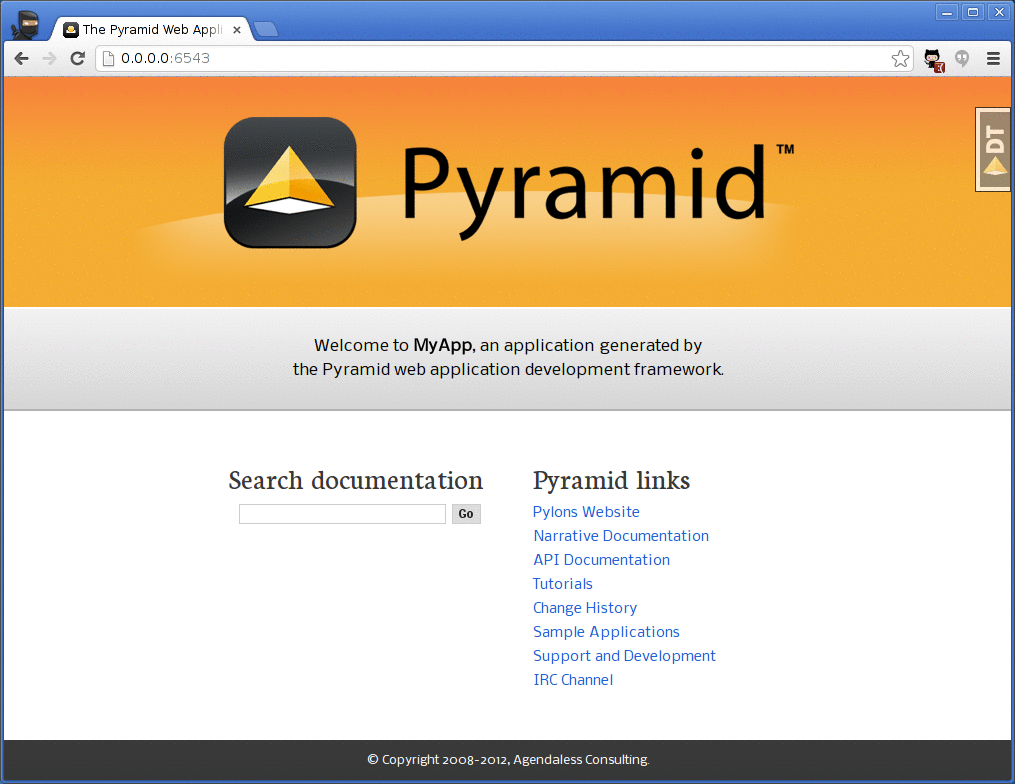 The Pyramid Web Appli
0.0.0.0:6543
DT
Pyramid™
Welcome to MyApp, an application generated by
the Pyramid web application development framework.
Search documentation
Go
Pyramid links
Pylons Website
Narrative Documentation
API Documentation
Tutorials
Change History
Sample Applications
Support and Development
IRC Channel
© Copyright 2008-2012, Agendaless Consulting.